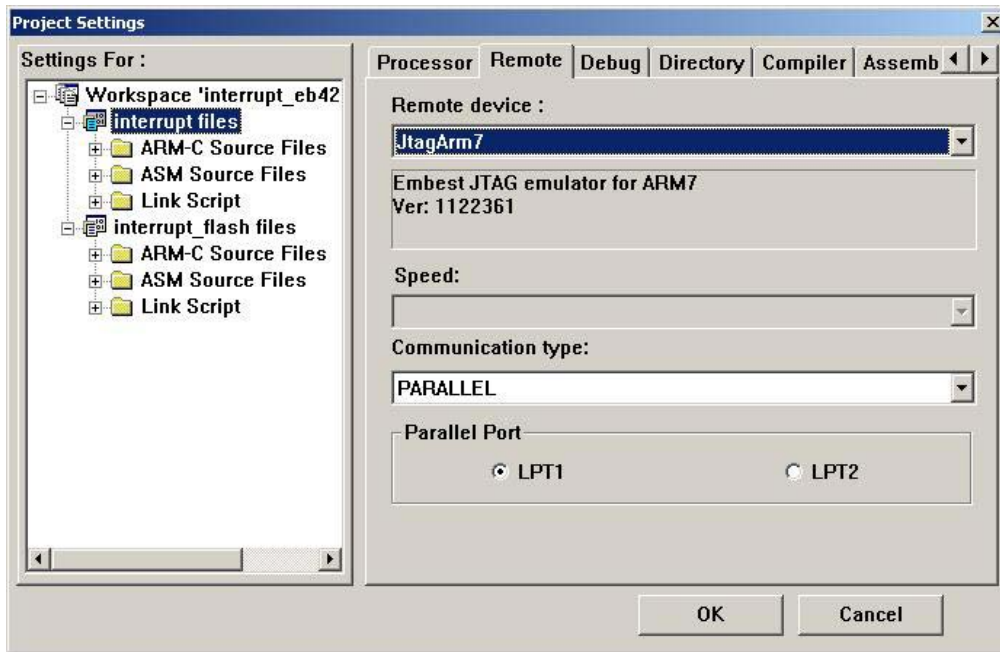 Project Settings
Settings For :
Workspace 'interrupt_eb42
interrupt files
ARM-C Source Files
ASM Source Files
Link Script
interrupt_flash files
ARM-C Source Files
ASM Source Files
Link Script
Processor Remote Debug Directory Compiler Assemb
Remote device :
JtagArm7
Embest JTAG emulator for ARM7
Ver: 1122361
Speed:
Communication type:
PARALLEL
Parallel Port
LPT1 LPT2
OK Cancel